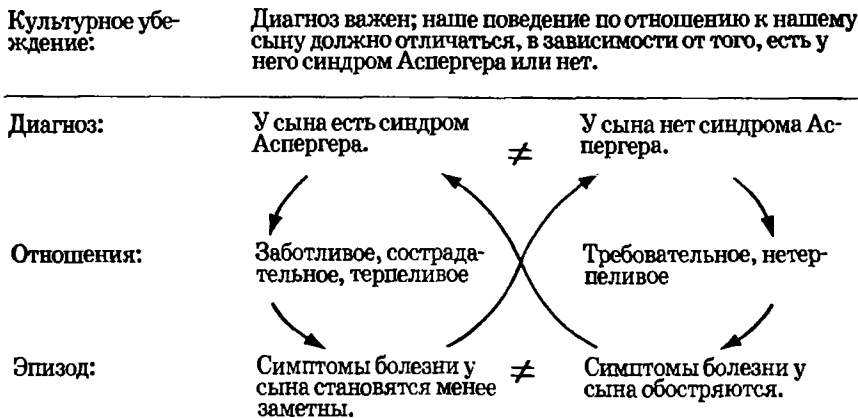 Культурное убе-
ждение:
Диагноз важен; наше поведение по отношению к нашему
сыну должно отличаться, в зависимости от того, есть у
него синдром Аспергера или нет.
Диагноз:
У сына есть синдром
Аспергера.
≠
У сына нет синдрома Ас-
пергера.
Отношения:
Заботливое, сострада-
тельное, терпеливое
Требовательное, нетер-
пеливое
Эпизод:
Симптомы болезни у
сына становятся менее
заметны.
≠
Симптомы болезни у
сына обостряются.